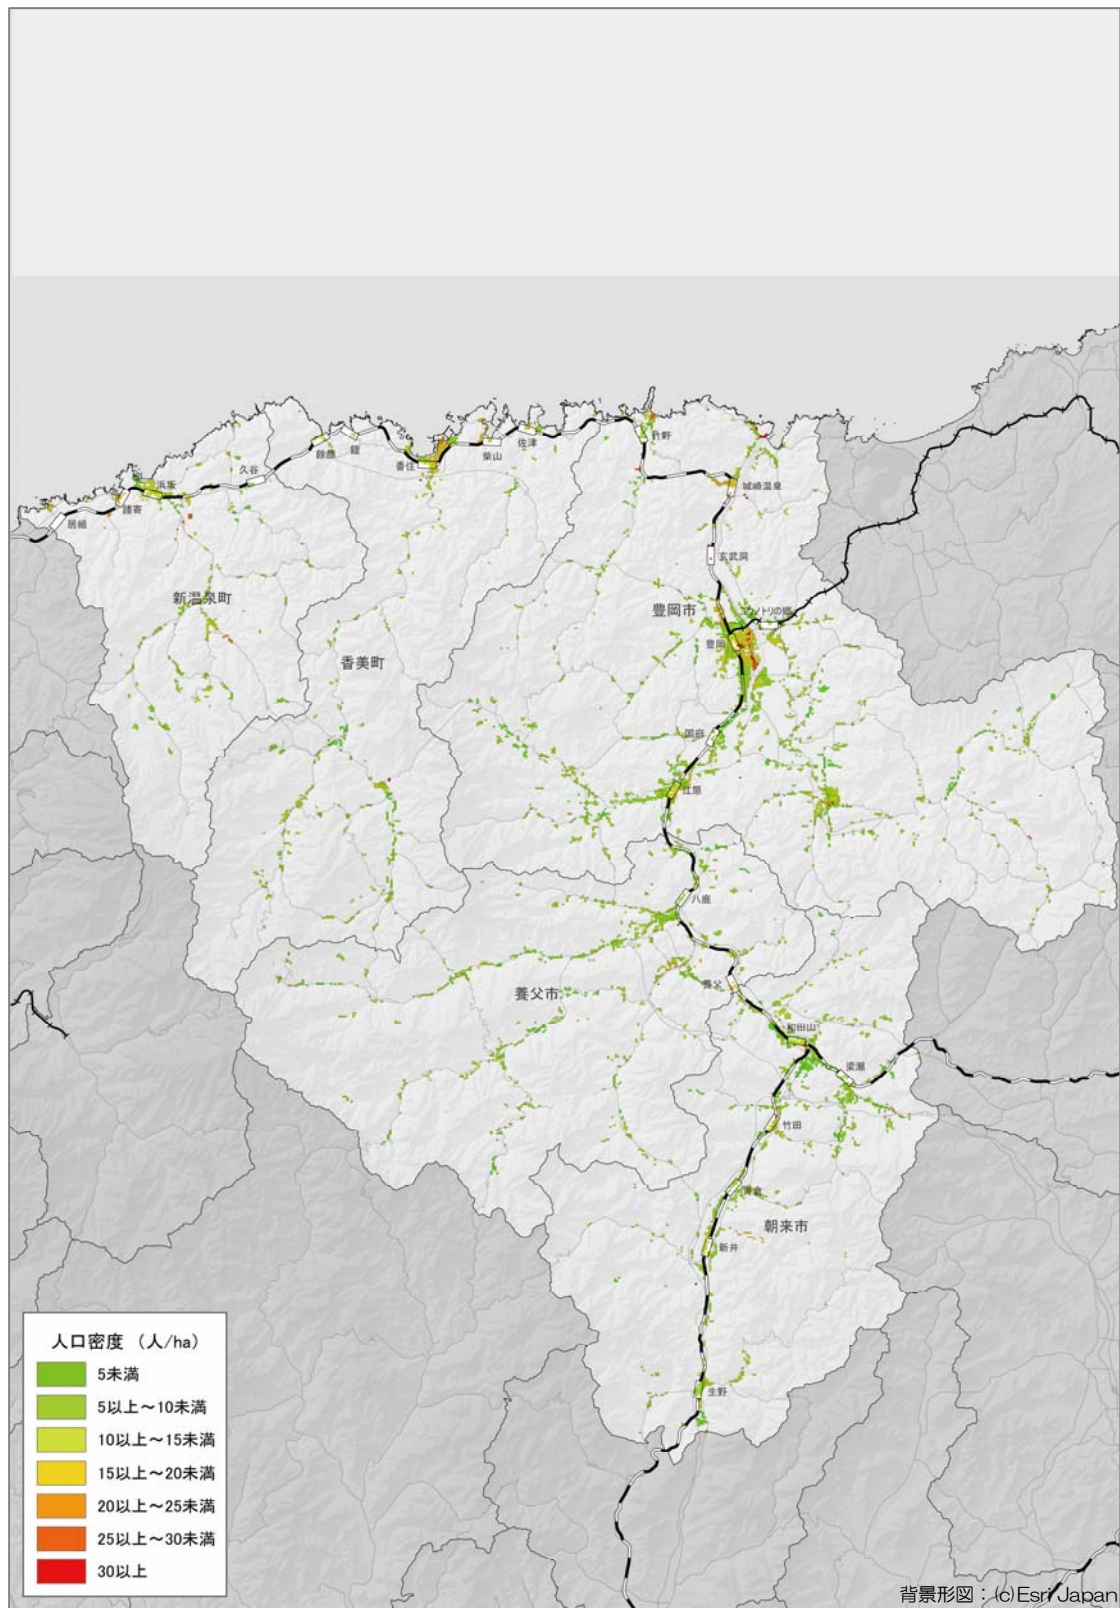 竹野
佐津
柴山
香住
鎧
餘部
久谷
浜坂
諸寄
居組
城崎温泉
玄武洞
新温泉町
豊岡市
コウノトリの郷
豊岡
香美町
国府
江原
八鹿
養父市
養父
和田山
梁瀬
竹田
青倉
朝来市
新井
生野
人口密度 (人/ha)
5未満
5以上～10未満
10以上～15未満
15以上～20未満
20以上～25未満
25以上～30未満
30以上
背景形図：(c)Esri Japan